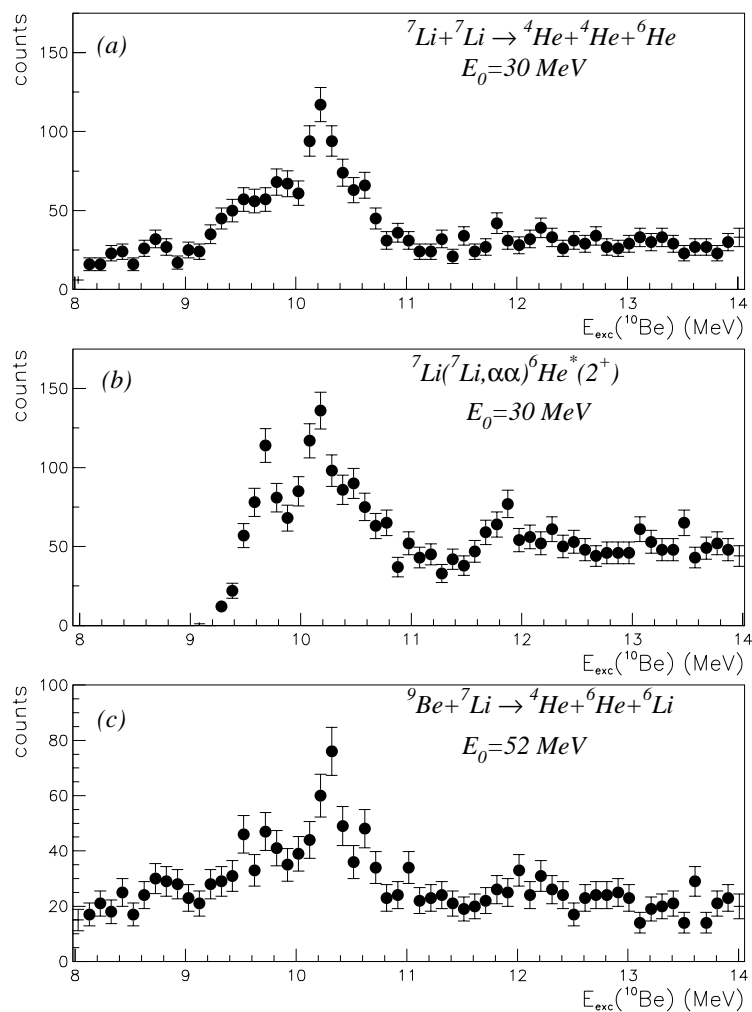 counts
(a)
⁷Li+⁷Li → ⁴He+⁴He+⁶He
E₀=30 MeV
150
100
50
0
8 9 10 11 12 13 14
E_exc(¹⁰Be) (MeV)
counts
(b)
⁷Li(⁷Li,αα)⁶He*(2⁺)
E₀=30 MeV
150
100
50
0
8 9 10 11 12 13 14
E_exc(¹⁰Be) (MeV)
counts
(c)
⁹Be+⁷Li → ⁴He+⁶He+⁶Li
E₀=52 MeV
100
80
60
40
20
0
8 9 10 11 12 13 14
E_exc(¹⁰Be) (MeV)